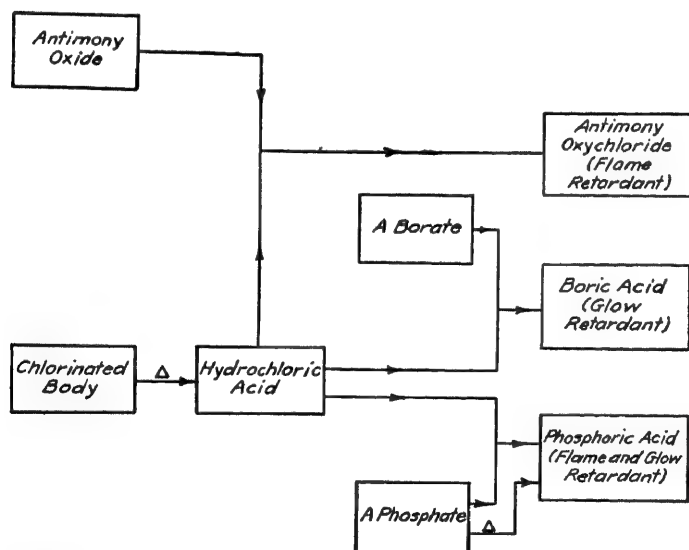 Antimony
Oxide
Antimony
Oxychloride
(Flame
Retardant)
A Borate
Boric Acid
(Glow
Retardant)
Chlorinated
Body
Δ
Hydrochloric
Acid
Phosphoric Acid
(Flame and Glow
Retardant)
A Phosphate
Δ